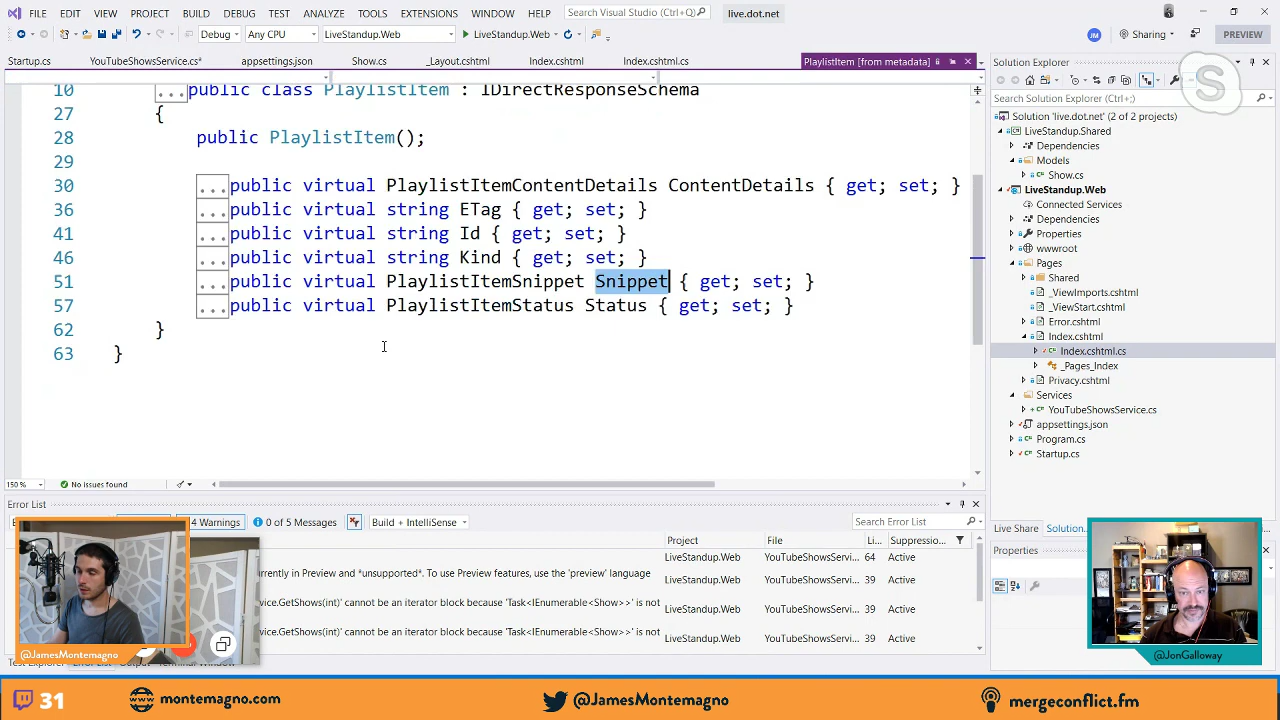 FILE EDIT VIEW PROJECT BUILD DEBUG TEST ANALYZE TOOLS EXTENSIONS WINDOW HELP Search Visual Studio (Ctrl+;) live.dot.net JM
Debug Any CPU LiveStandup.Web LiveStandup.Web Sharing PREVIEW
Startup.cs YouTubeShowsService.cs* appsettings.json Show.cs _Layout.cshtml Index.cshtml Index.cshtml.cs PlaylistItem [from metadata]
10 ...public class PlaylistItem : IDirectResponseSchema
27 {
28 public PlaylistItem();
29
30 ...public virtual PlaylistItemContentDetails ContentDetails { get; set; }
36 ...public virtual string ETag { get; set; }
41 ...public virtual string Id { get; set; }
46 ...public virtual string Kind { get; set; }
51 ...public virtual PlaylistItemSnippet Snippet { get; set; }
57 ...public virtual PlaylistItemStatus Status { get; set; }
62 }
63 }
150 % No issues found
Solution Explorer
Search Solution Explorer (Ctrl+;)
Solution 'live.dot.net' (2 of 2 projects)
LiveStandup.Shared
Dependencies
Models
Show.cs
LiveStandup.Web
Connected Services
Dependencies
Properties
wwwroot
Pages
Shared
_ViewImports.cshtml
_ViewStart.cshtml
Error.cshtml
Index.cshtml
Index.cshtml.cs
_Pages_Index
Privacy.cshtml
Services
YouTubeShowsService.cs
appsettings.json
Program.cs
Startup.cs
Live Share Solution...
Properties
Error List
4 Warnings 0 of 5 Messages Build + IntelliSense Search Error List
Project File Li... Suppressio...
LiveStandup.Web YouTubeShowsServi... 64 Active
urrently in Preview and *unsupported*. To use Preview features, use the 'preview' language LiveStandup.Web YouTubeShowsServi... 39 Active
vice.GetShows(int)' cannot be an iterator block because 'Task<IEnumerable<Show>>' is not LiveStandup.Web YouTubeShowsServi... 39 Active
vice.GetShows(int)' cannot be an iterator block because 'Task<IEnumerable<Show>>' is not LiveStandup.Web YouTubeShowsServi... 39 Active
@JamesMontemagno
@JonGalloway
31 montemagno.com @JamesMontemagno mergeconflict.fm